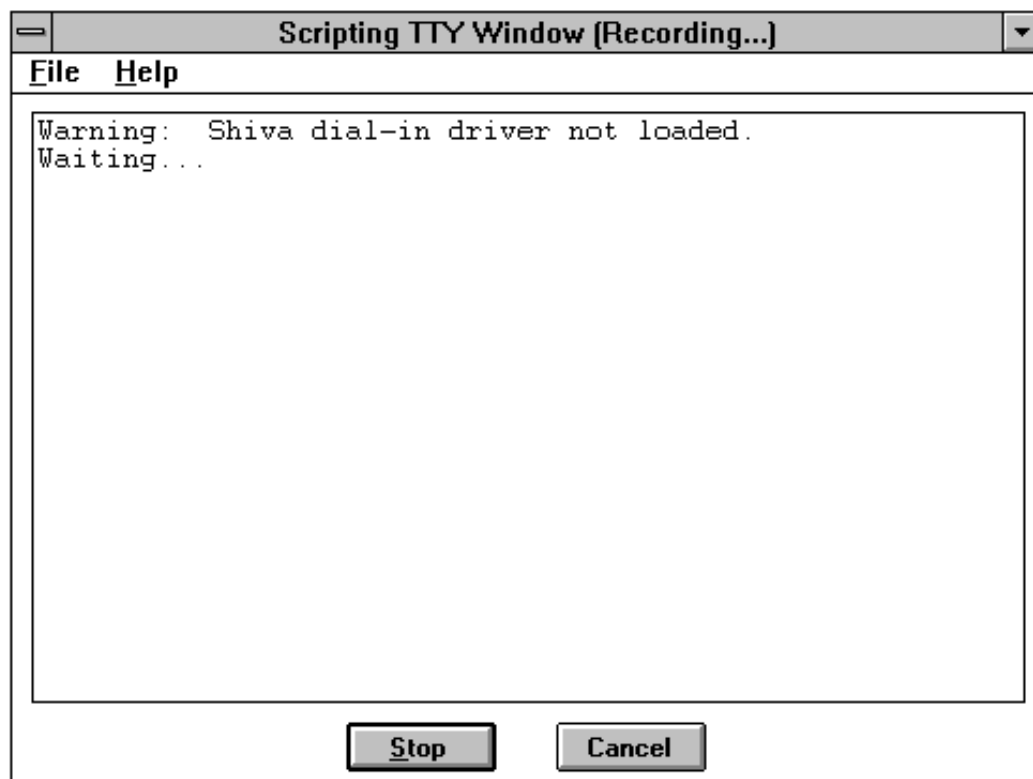 Scripting TTY Window (Recording...)
File Help
Warning:  Shiva dial-in driver not loaded.
Waiting...
Stop Cancel